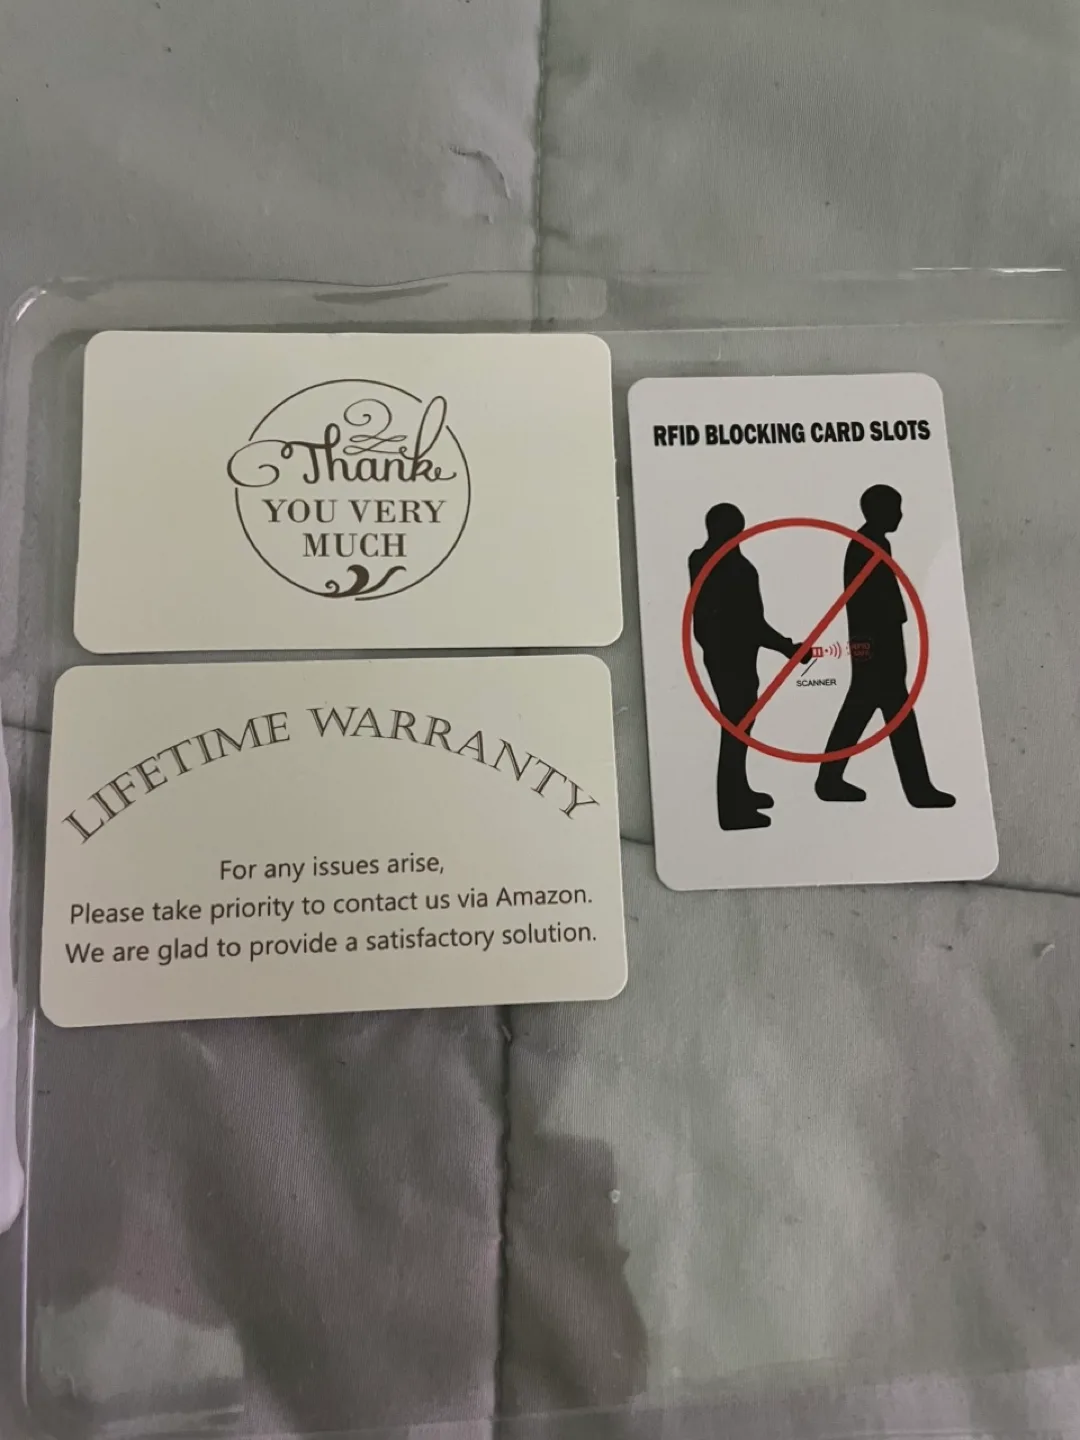 Thank
YOU VERY
MUCH
LIFETIME WARRANTY
For any issues arise,
Please take priority to contact us via Amazon.
We are glad to provide a satisfactory solution.
RFID BLOCKING CARD SLOTS
SCANNER